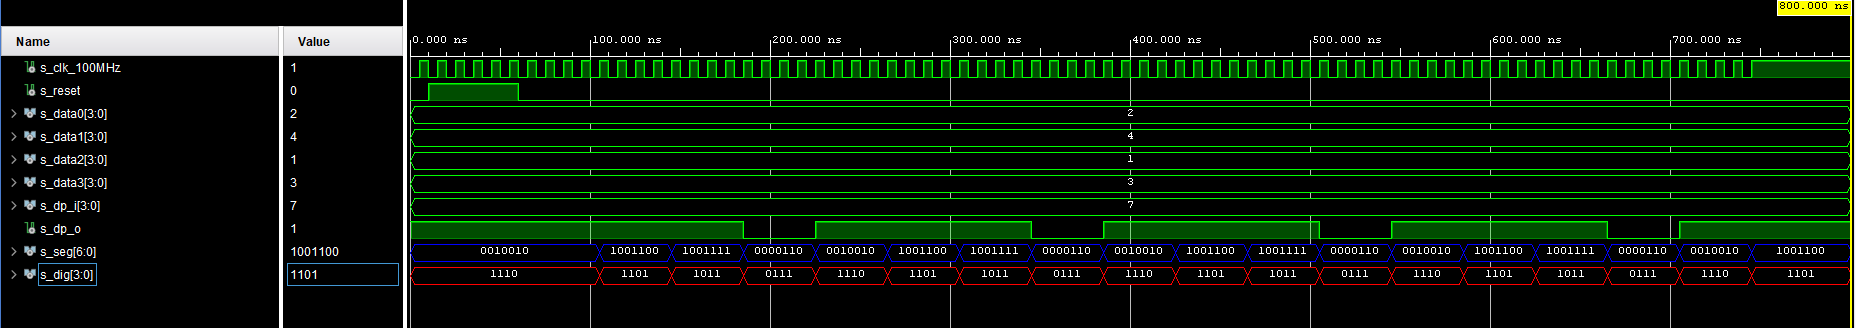 800.000 ns
Name Value
0.000 ns 100.000 ns 200.000 ns 300.000 ns 400.000 ns 500.000 ns 600.000 ns 700.000 ns
s_clk_100MHz 1
s_reset 0
s_data0[3:0] 2 2
s_data1[3:0] 4 4
s_data2[3:0] 1 1
s_data3[3:0] 3 3
s_dp_i[3:0] 7 7
s_dp_o 1
s_seg[6:0] 1001100 0010010 1001100 1001111 0000110 0010010 1001100 1001111 0000110 0010010 1001100 1001111 0000110 0010010 1001100 1001111 0000110 0010010 1001100
s_dig[3:0] 1101 1110 1101 1011 0111 1110 1101 1011 0111 1110 1101 1011 0111 1110 1101 1011 0111 1110 1101